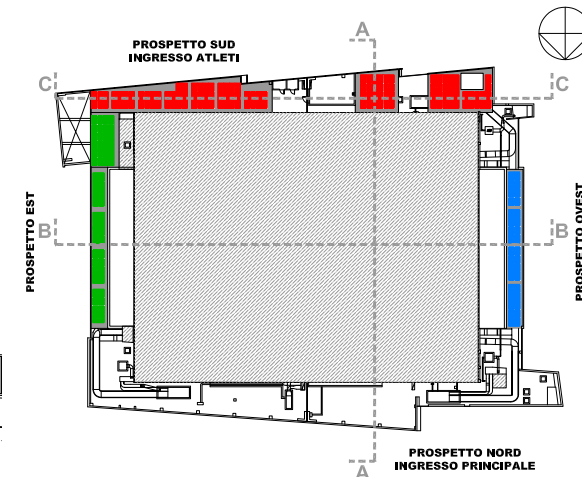 A
PROSPETTO SUD
INGRESSO ATLETI
C
C
PROSPETTO EST
PROSPETTO OVEST
B
B
PROSPETTO NORD
INGRESSO PRINCIPALE
A